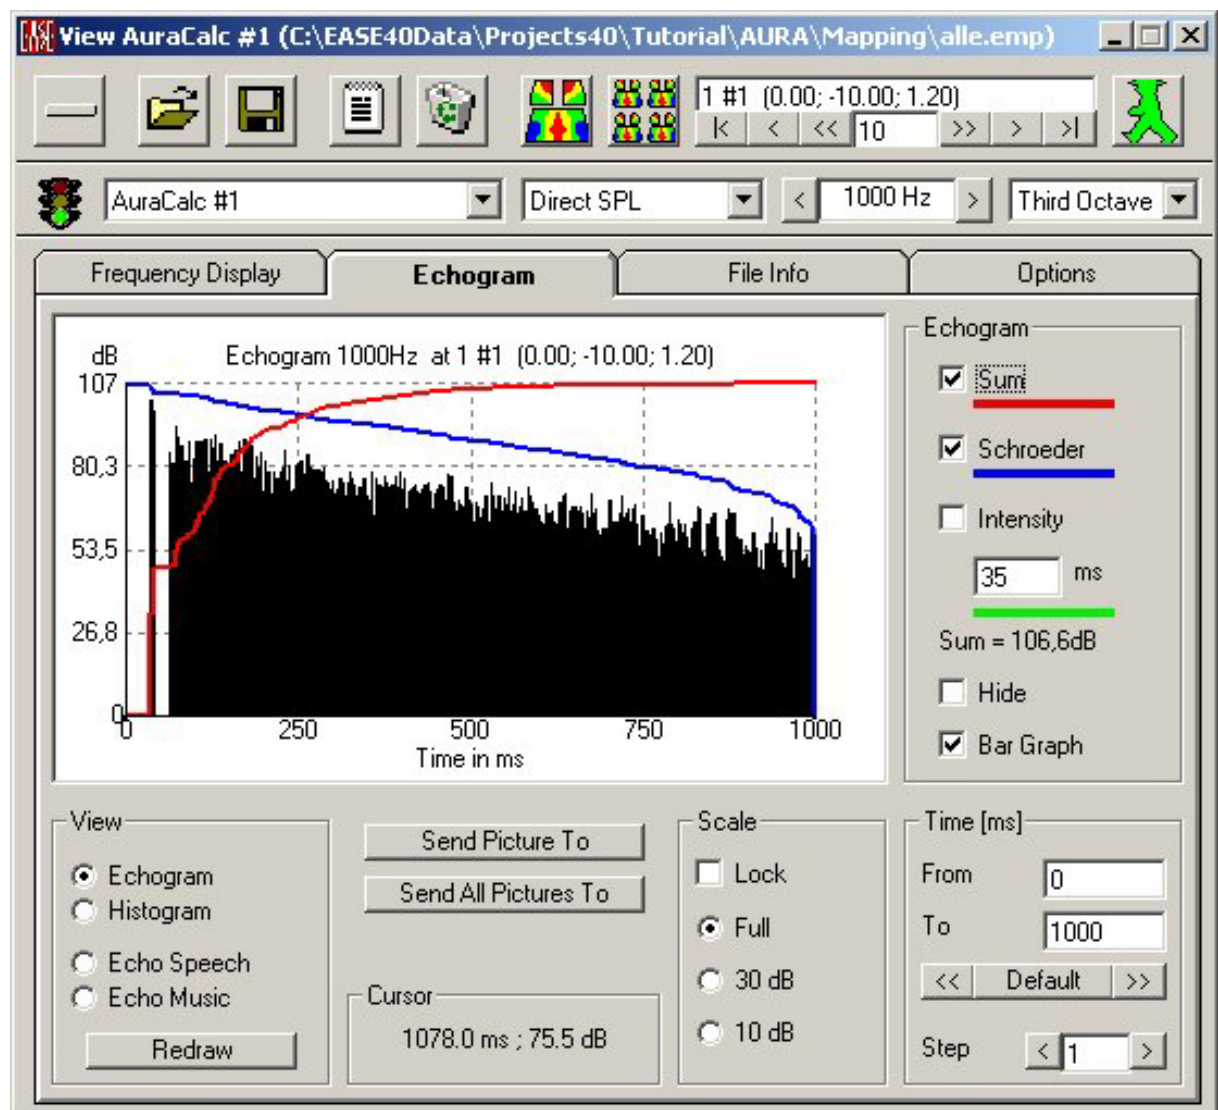 View AuraCalc #1 (C:\EASE40Data\Projects40\Tutorial\AURA\Mapping\alle.emp)
1 #1 (0.00; -10.00; 1.20)
|< < << 10 >> > >|
AuraCalc #1 Direct SPL < 1000 Hz > Third Octave
Frequency Display Echogram File Info Options
dB Echogram 1000Hz at 1 #1 (0.00; -10.00; 1.20)
107
80,3
53,5
26,8
0
0 250 500 750 1000
Time in ms
Echogram
Sum
Schroeder
Intensity
35 ms
Sum = 106,6dB
Hide
Bar Graph
View
Echogram
Histogram
Echo Speech
Echo Music
Redraw
Send Picture To
Send All Pictures To
Cursor
1078.0 ms ; 75.5 dB
Scale
Lock
Full
30 dB
10 dB
Time [ms]
From 0
To 1000
<< Default >>
Step < 1 >